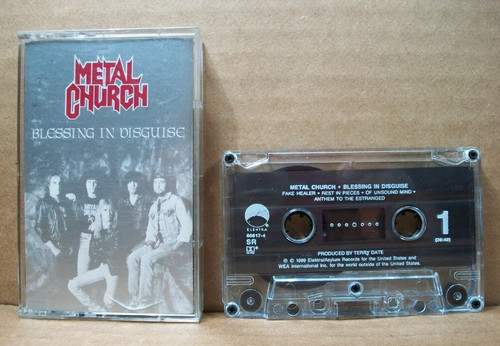 METAL
CHURCH
BLESSING IN DISGUISE
METAL CHURCH • BLESSING IN DISGUISE
FAKE HEALER • REST IN PIECES • OF UNSOUND MIND •
ANTHEM TO THE ESTRANGED
ELEKTRA
60817-4
SR
1
PRODUCED BY TERRY DATE
℗ © 1989 Elektra/Asylum Records for the United States and
WEA International Inc. for the world outside of the United States.